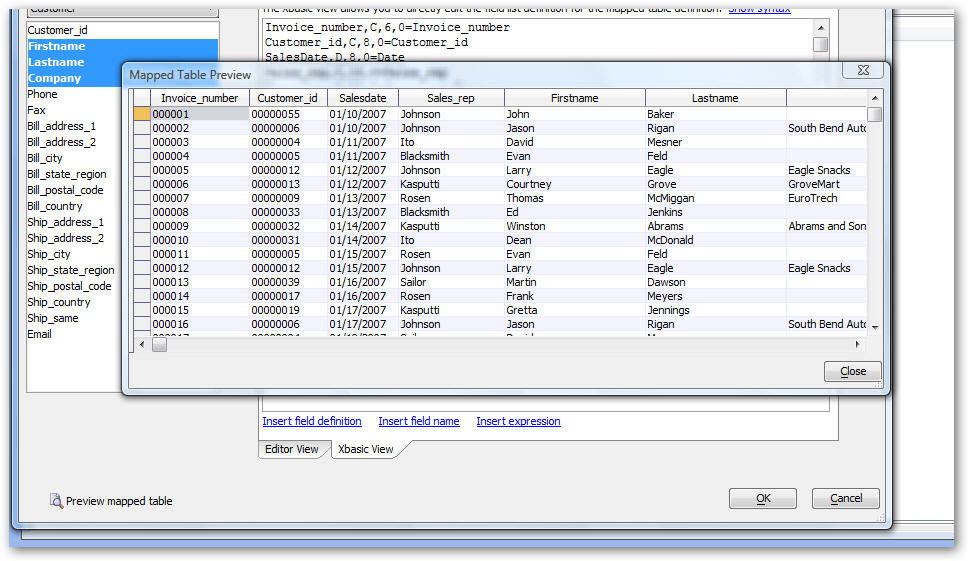 Customer
The Xbasic view allows you to directly edit the field list definition for the mapped table definition. Show syntax
Customer_id
Firstname
Lastname
Company
Phone
Fax
Bill_address_1
Bill_address_2
Bill_city
Bill_state_region
Bill_postal_code
Bill_country
Ship_address_1
Ship_address_2
Ship_city
Ship_state_region
Ship_postal_code
Ship_country
Ship_same
Email
Invoice_number,C,6,0=Invoice_number
Customer_id,C,8,0=Customer_id
SalesDate,D,8,0=Date
Mapped Table Preview
Invoice_number Customer_id Salesdate Sales_rep Firstname Lastname
000001 00000055 01/10/2007 Johnson John Baker
000002 00000006 01/10/2007 Johnson Jason Rigan South Bend Auto
000003 00000004 01/11/2007 Ito David Mesner
000004 00000005 01/11/2007 Blacksmith Evan Feld
000005 00000012 01/12/2007 Johnson Larry Eagle Eagle Snacks
000006 00000013 01/12/2007 Kasputti Courtney Grove GroveMart
000007 00000009 01/13/2007 Rosen Thomas McMiggan EuroTrech
000008 00000033 01/13/2007 Blacksmith Ed Jenkins
000009 00000032 01/14/2007 Kasputti Winston Abrams Abrams and Son
000010 00000031 01/14/2007 Ito Dean McDonald
000011 00000005 01/15/2007 Rosen Evan Feld
000012 00000012 01/15/2007 Johnson Larry Eagle Eagle Snacks
000013 00000039 01/16/2007 Sailor Martin Dawson
000014 00000017 01/16/2007 Rosen Frank Meyers
000015 00000019 01/17/2007 Kasputti Gretta Jennings
000016 00000006 01/17/2007 Johnson Jason Rigan South Bend Auto
Close
Insert field definition Insert field name Insert expression
Editor View Xbasic View
Preview mapped table
OK Cancel